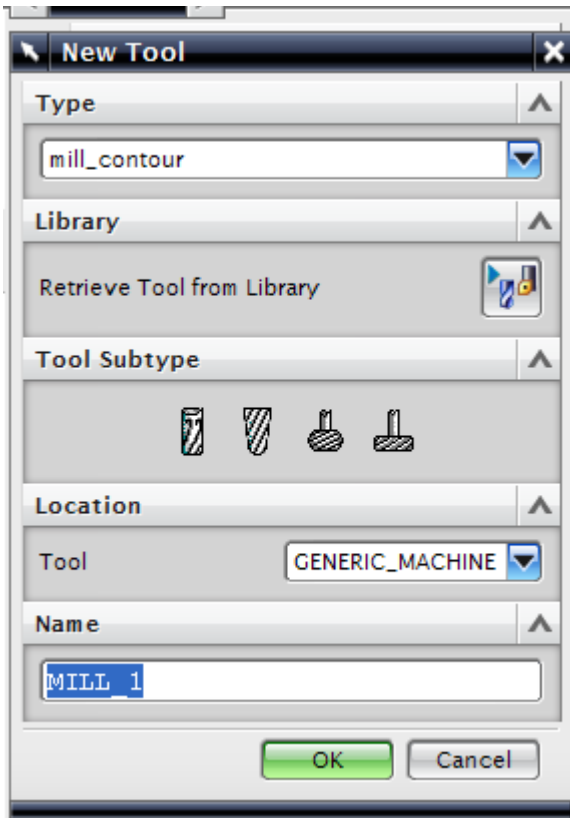 New Tool
Type
mill_contour
Library
Retrieve Tool from Library
Tool Subtype
Location
Tool GENERIC_MACHINE
Name
MILL_1
OK Cancel